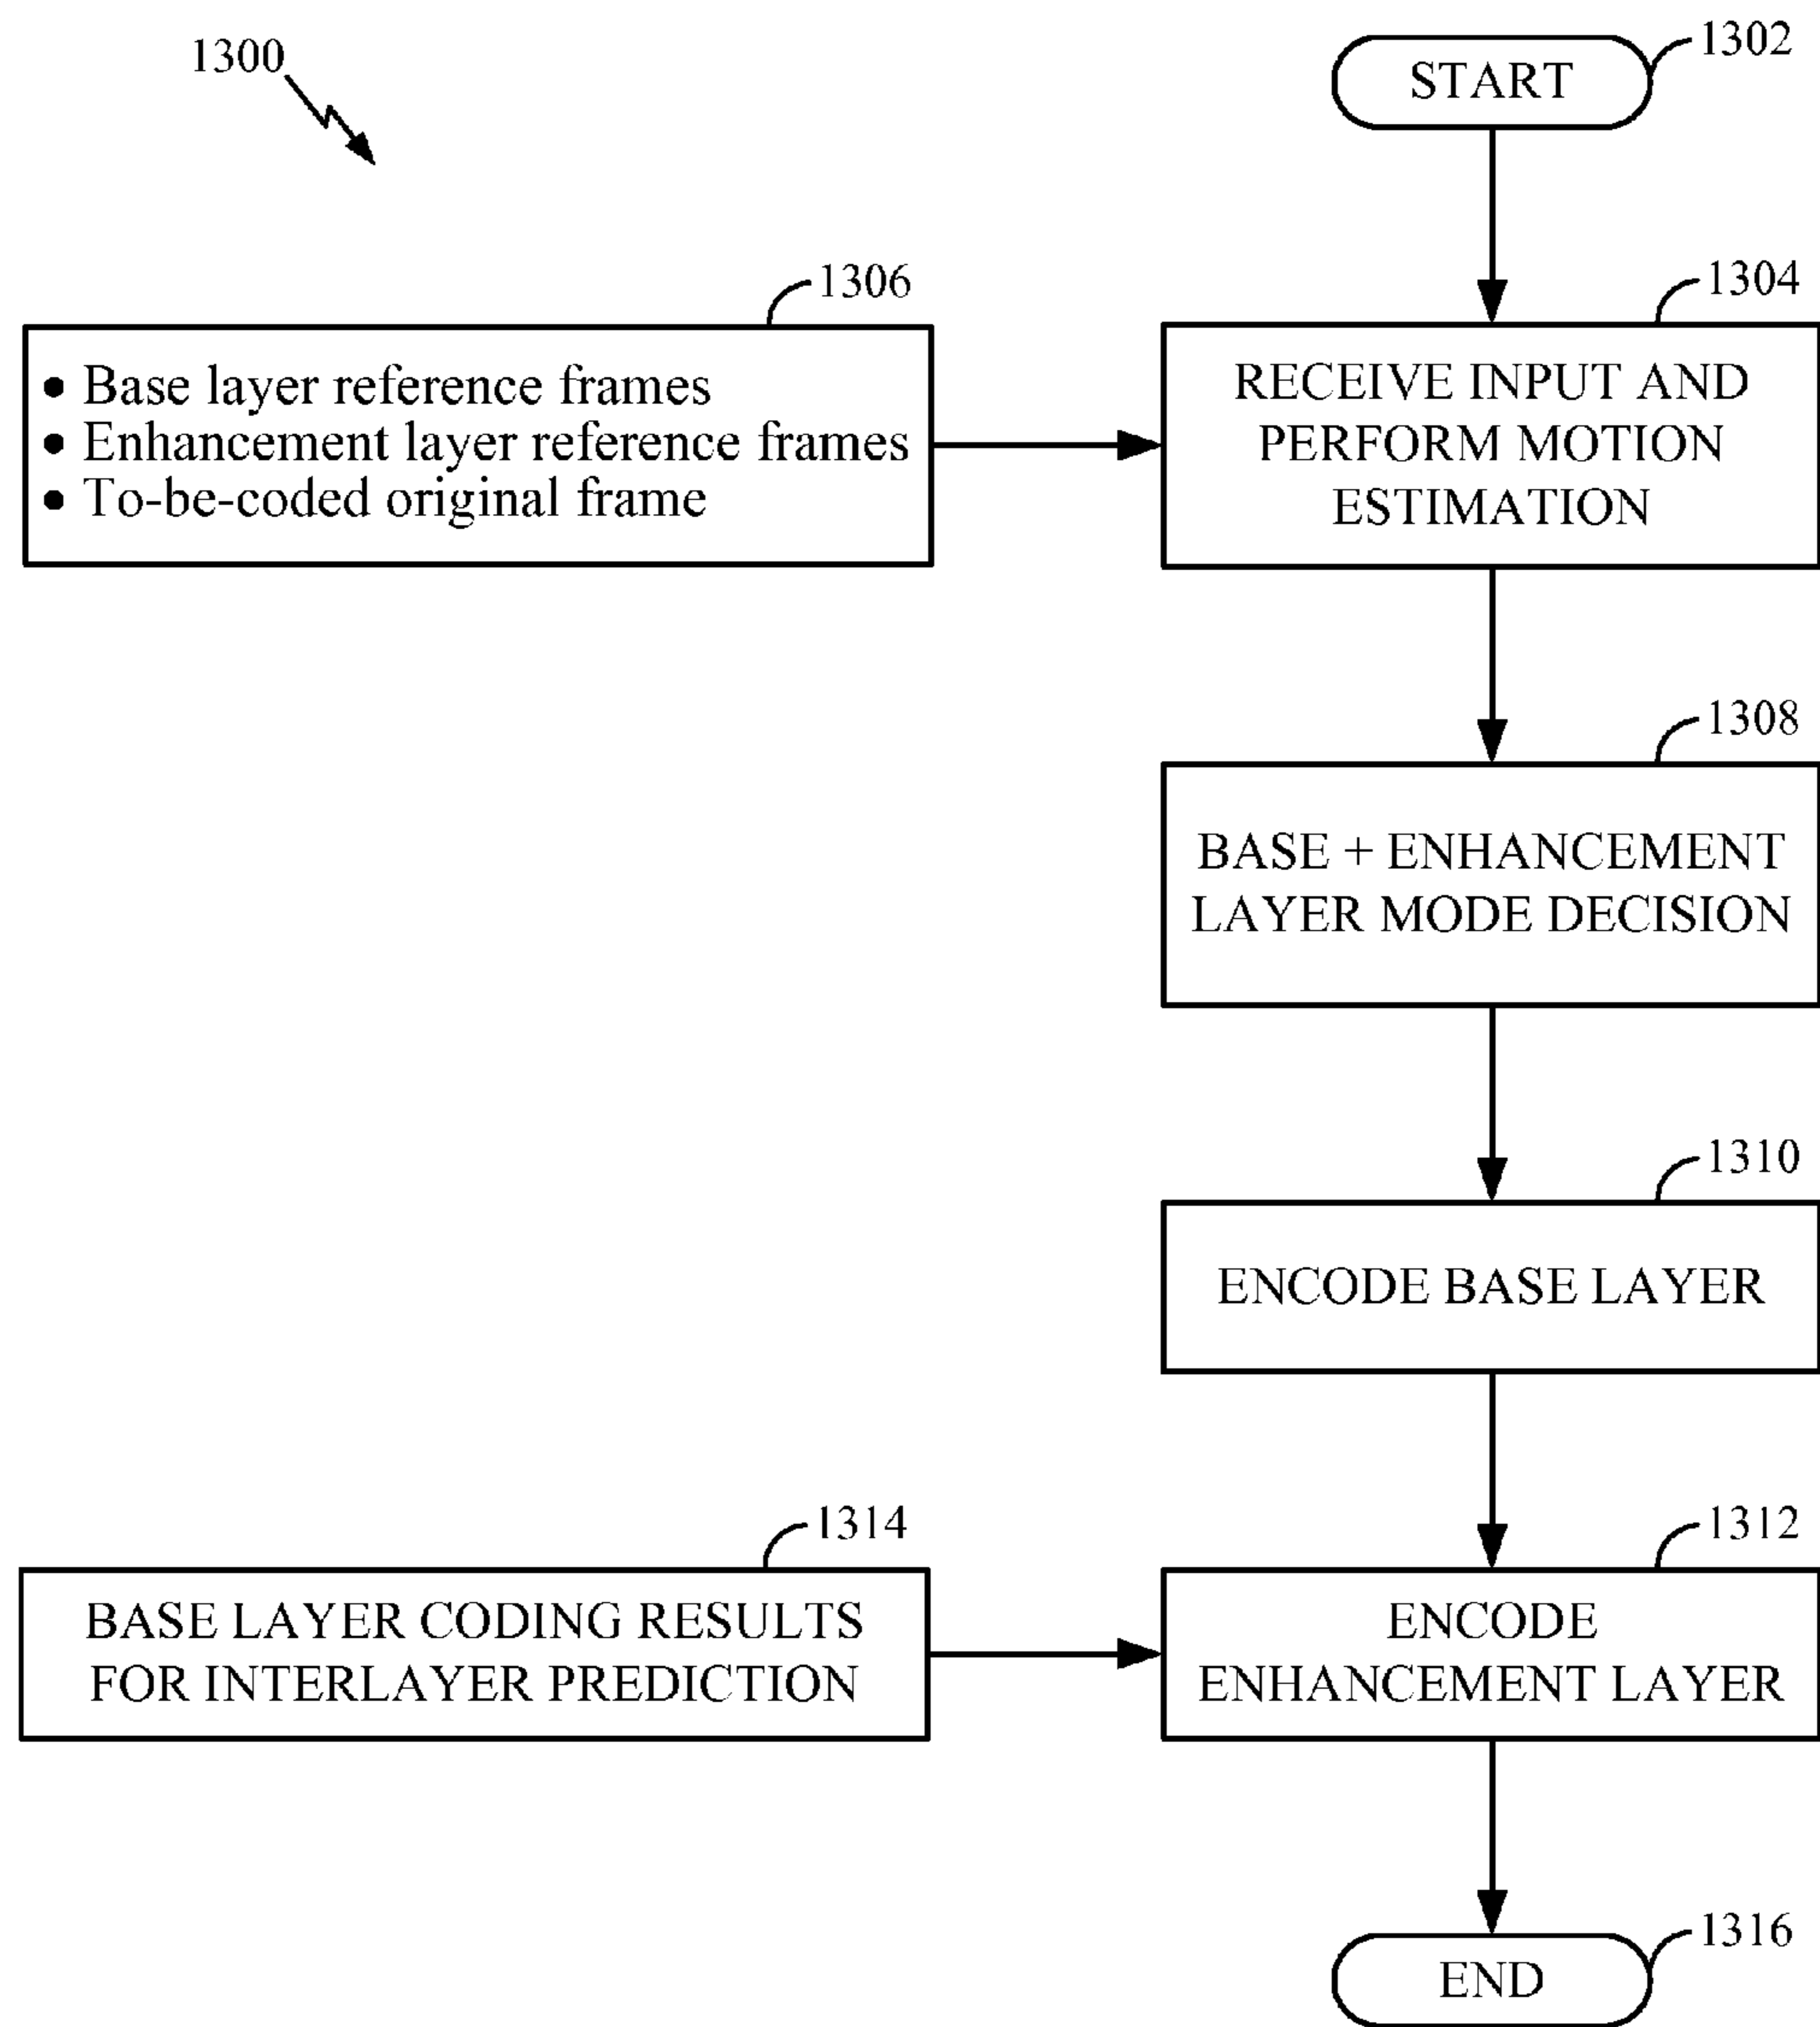 1300
1302
START
1306
1304
• Base layer reference frames
• Enhancement layer reference frames
• To-be-coded original frame
RECEIVE INPUT AND
PERFORM MOTION
ESTIMATION
1308
BASE + ENHANCEMENT
LAYER MODE DECISION
1310
ENCODE BASE LAYER
1314
1312
BASE LAYER CODING RESULTS
FOR INTERLAYER PREDICTION
ENCODE
ENHANCEMENT LAYER
1316
END